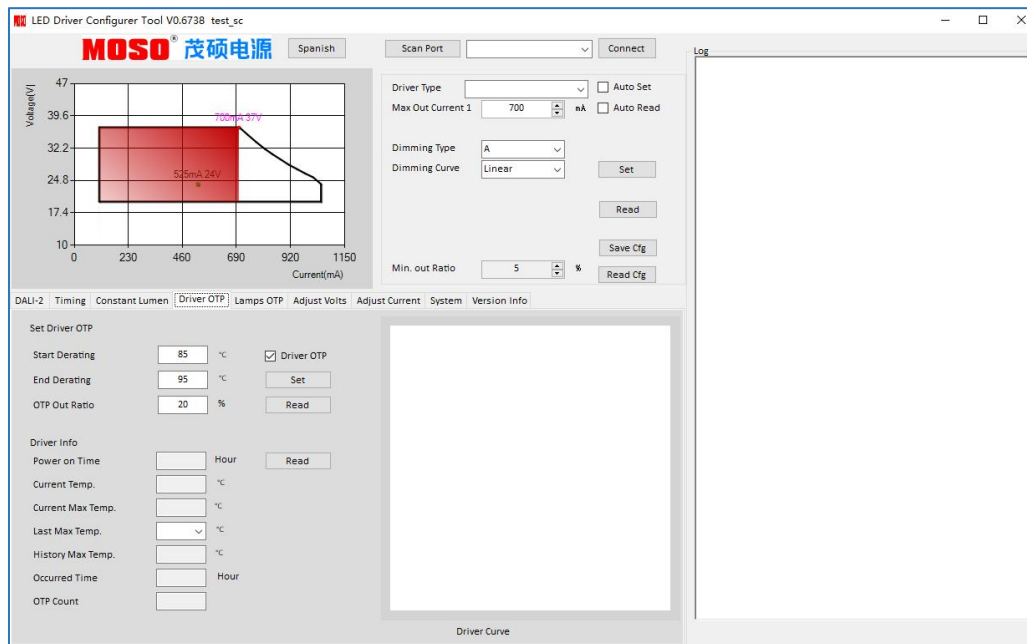 LED Driver Configurer Tool V0.6738 test_sc
MOSO® 茂硕电源 Spanish Scan Port Connect
Log
47
39.6
32.2
24.8
17.4
10
Voltage(V)
700mA 37V
525mA 24V
0 230 460 690 920 1150
Current(mA)
Driver Type Auto Set
Max Out Current 1 700 mA Auto Read
Dimming Type A
Dimming Curve Linear Set
Read
Save Cfg
Min. out Ratio 5 % Read Cfg
DALI-2 Timing Constant Lumen Driver OTP Lamps OTP Adjust Volts Adjust Current System Version Info
Set Driver OTP
Start Derating 85 °C Driver OTP
End Derating 95 °C Set
OTP Out Ratio 20 % Read
Driver Info
Power on Time Hour Read
Current Temp. °C
Current Max Temp. °C
Last Max Temp. °C
History Max Temp. °C
Occurred Time Hour
OTP Count
Driver Curve